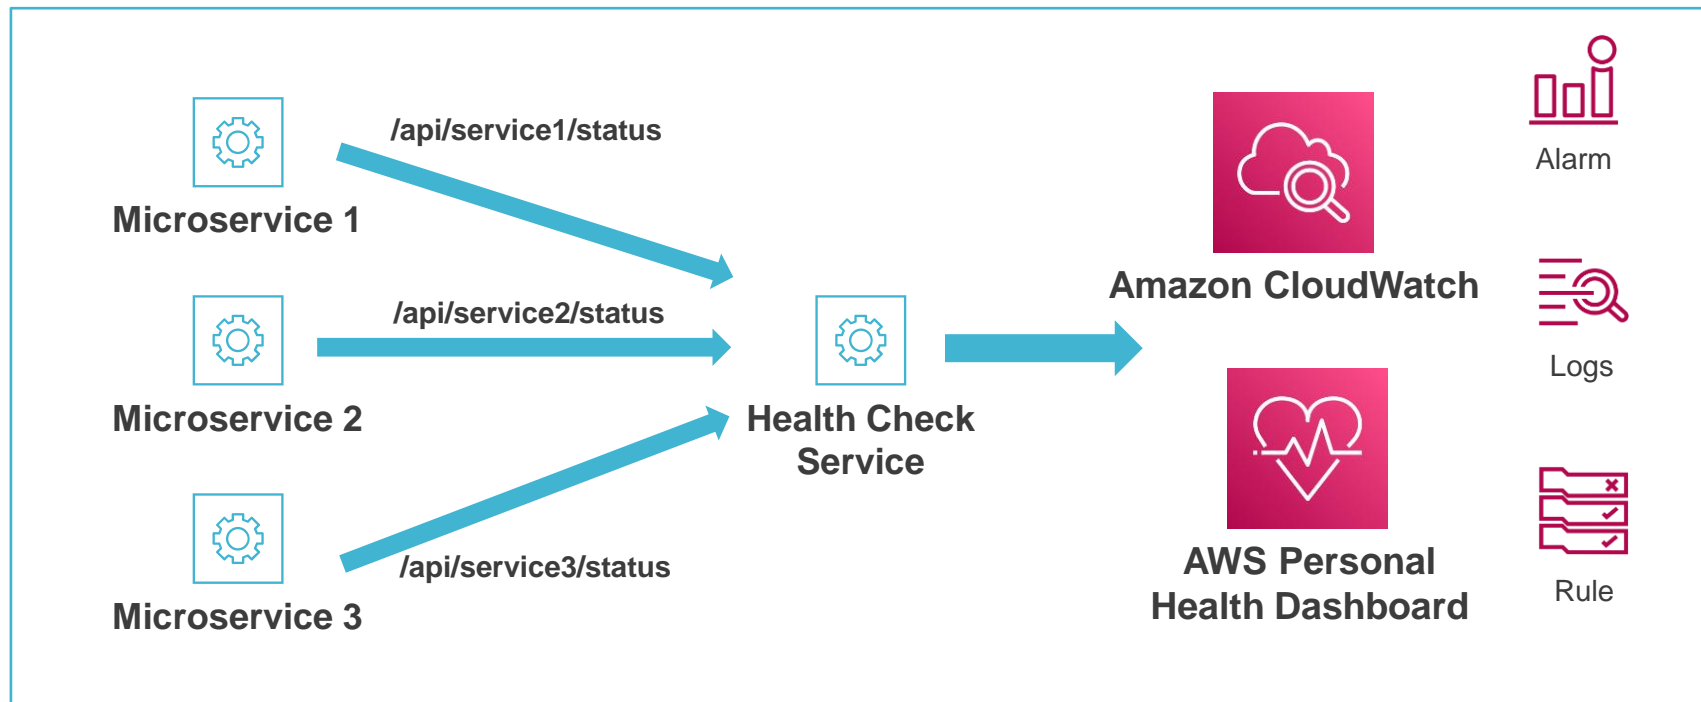 /api/service1/status
Microservice 1
/api/service2/status
Microservice 2
/api/service3/status
Microservice 3
Health Check
Service
Amazon CloudWatch
AWS Personal
Health Dashboard
Alarm
Logs
Rule